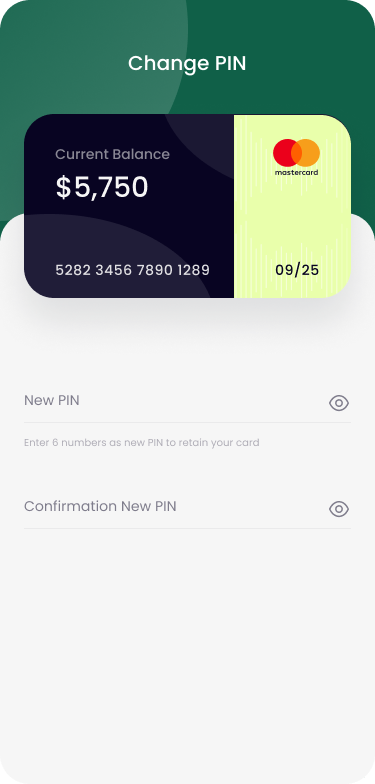 Change PIN
Current Balance
$5,750
mastercard
5282 3456 7890 1289
09/25
New PIN
Enter 6 numbers as new PIN to retain your card
Confirmation New PIN